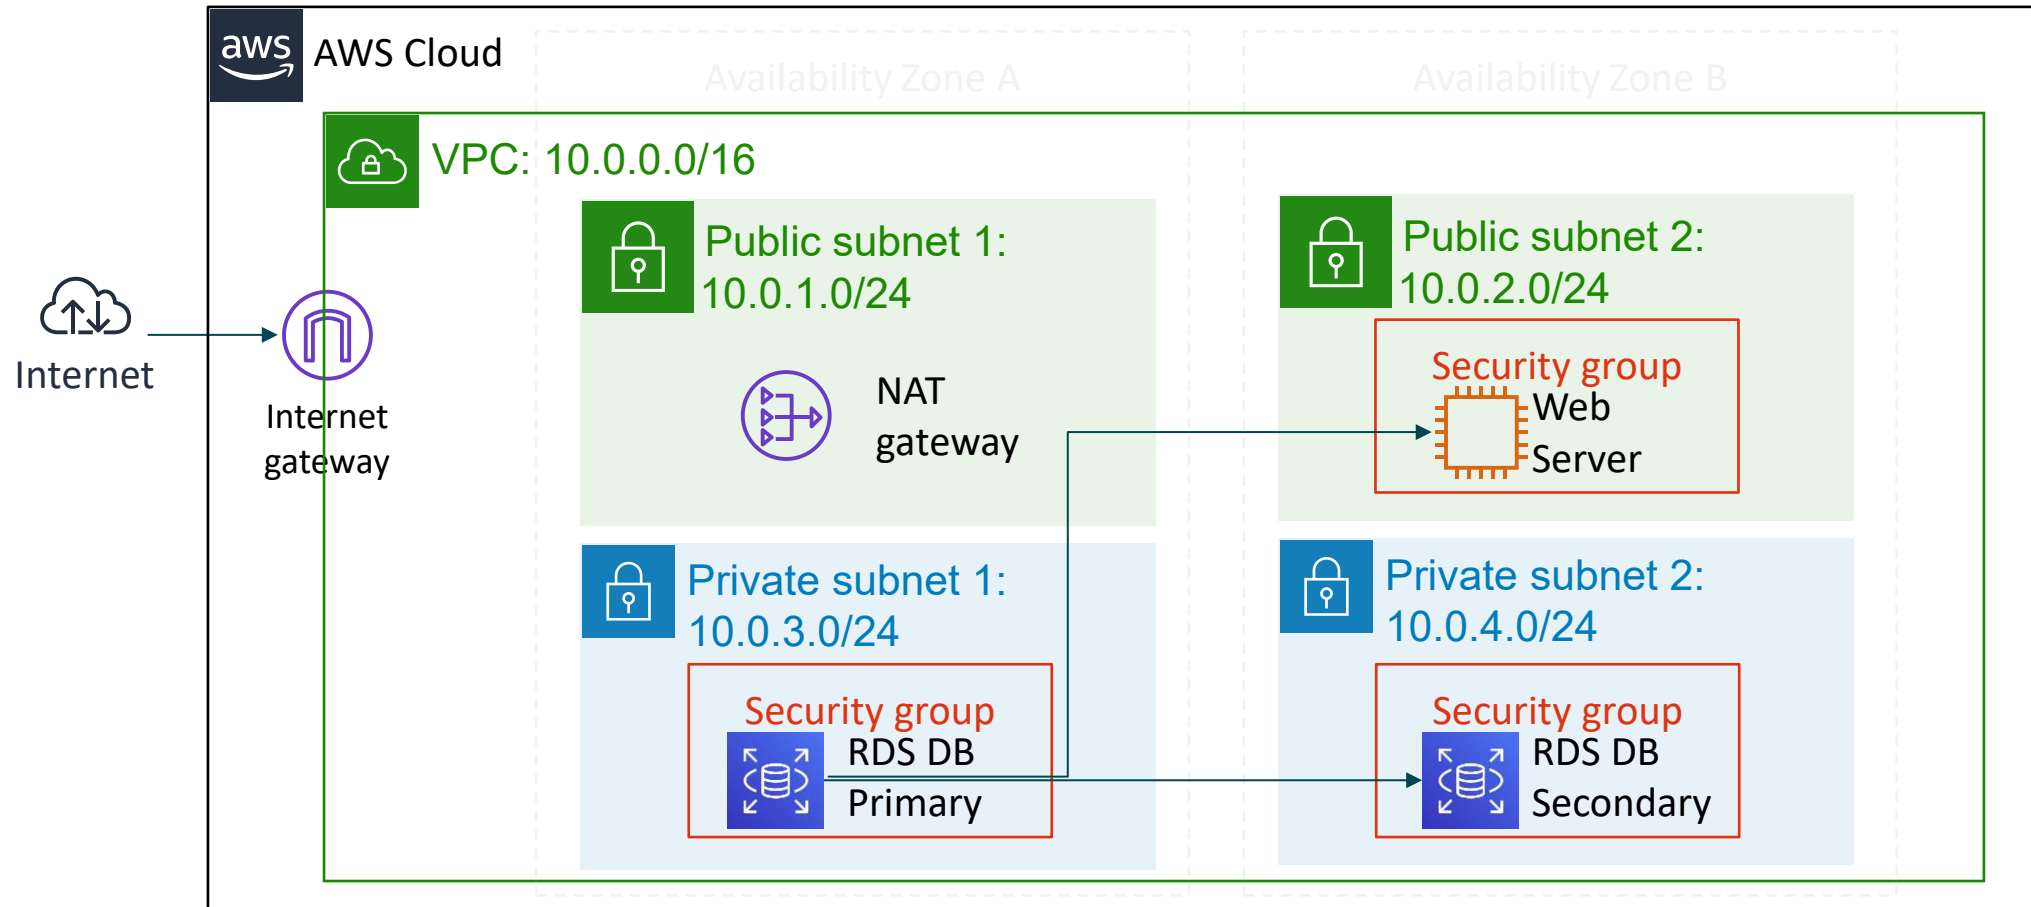 aws
AWS Cloud
Availability Zone A
Availability Zone B
VPC: 10.0.0.0/16
Public subnet 1:
10.0.1.0/24
Public subnet 2:
10.0.2.0/24
Internet
Internet
gateway
NAT
gateway
Security group
Web
Server
Private subnet 1:
10.0.3.0/24
Private subnet 2:
10.0.4.0/24
Security group
RDS DB
Primary
Security group
RDS DB
Secondary